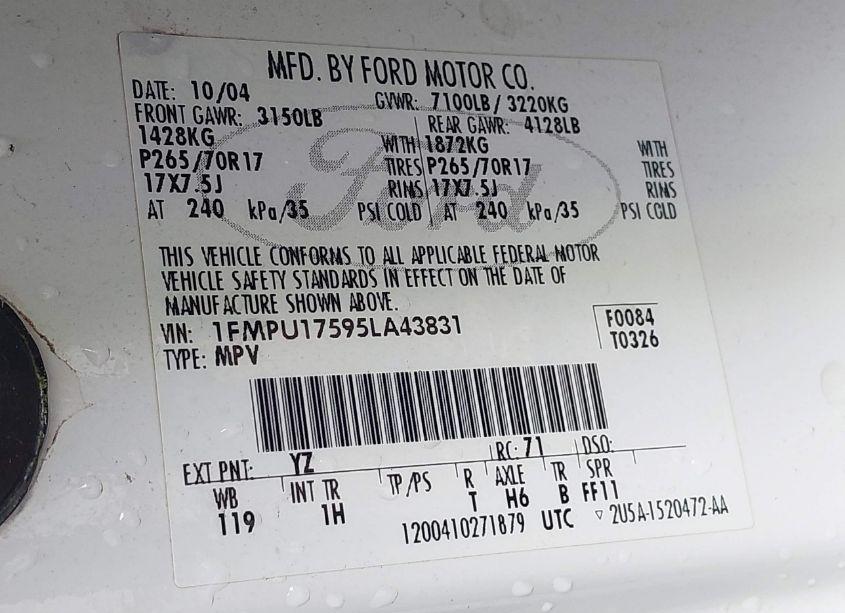 MFD. BY FORD MOTOR CO.
DATE: 10/04 GVWR: 7100LB / 3220KG
FRONT GAWR: 3150LB REAR GAWR: 4128LB
1428KG WITH 1872KG WITH
P265/70R17 TIRES P265/70R17 TIRES
17X7.5J RINS 17X7.5J RINS
AT 240 kPa/35 PSI COLD AT 240 kPa/35 PSI COLD
Ford
THIS VEHICLE CONFORMS TO ALL APPLICABLE FEDERAL MOTOR
VEHICLE SAFETY STANDARDS IN EFFECT ON THE DATE OF
MANUFACTURE SHOWN ABOVE.
VIN: 1FMPU17595LA43831 F0084
TYPE: MPV T0326
EXT PNT: YZ RC: 71 DSO:
WB INT TR TP/PS R AXLE TR SPR
119 1H T H6 B FF11
1200410271879 UTC ▽ 2U5A-1520472-AA